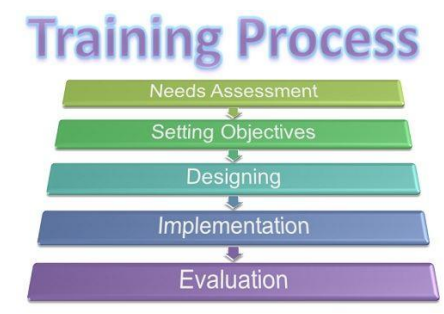 Training Process
Needs Assessment
Setting Objectives
Designing
Implementation
Evaluation